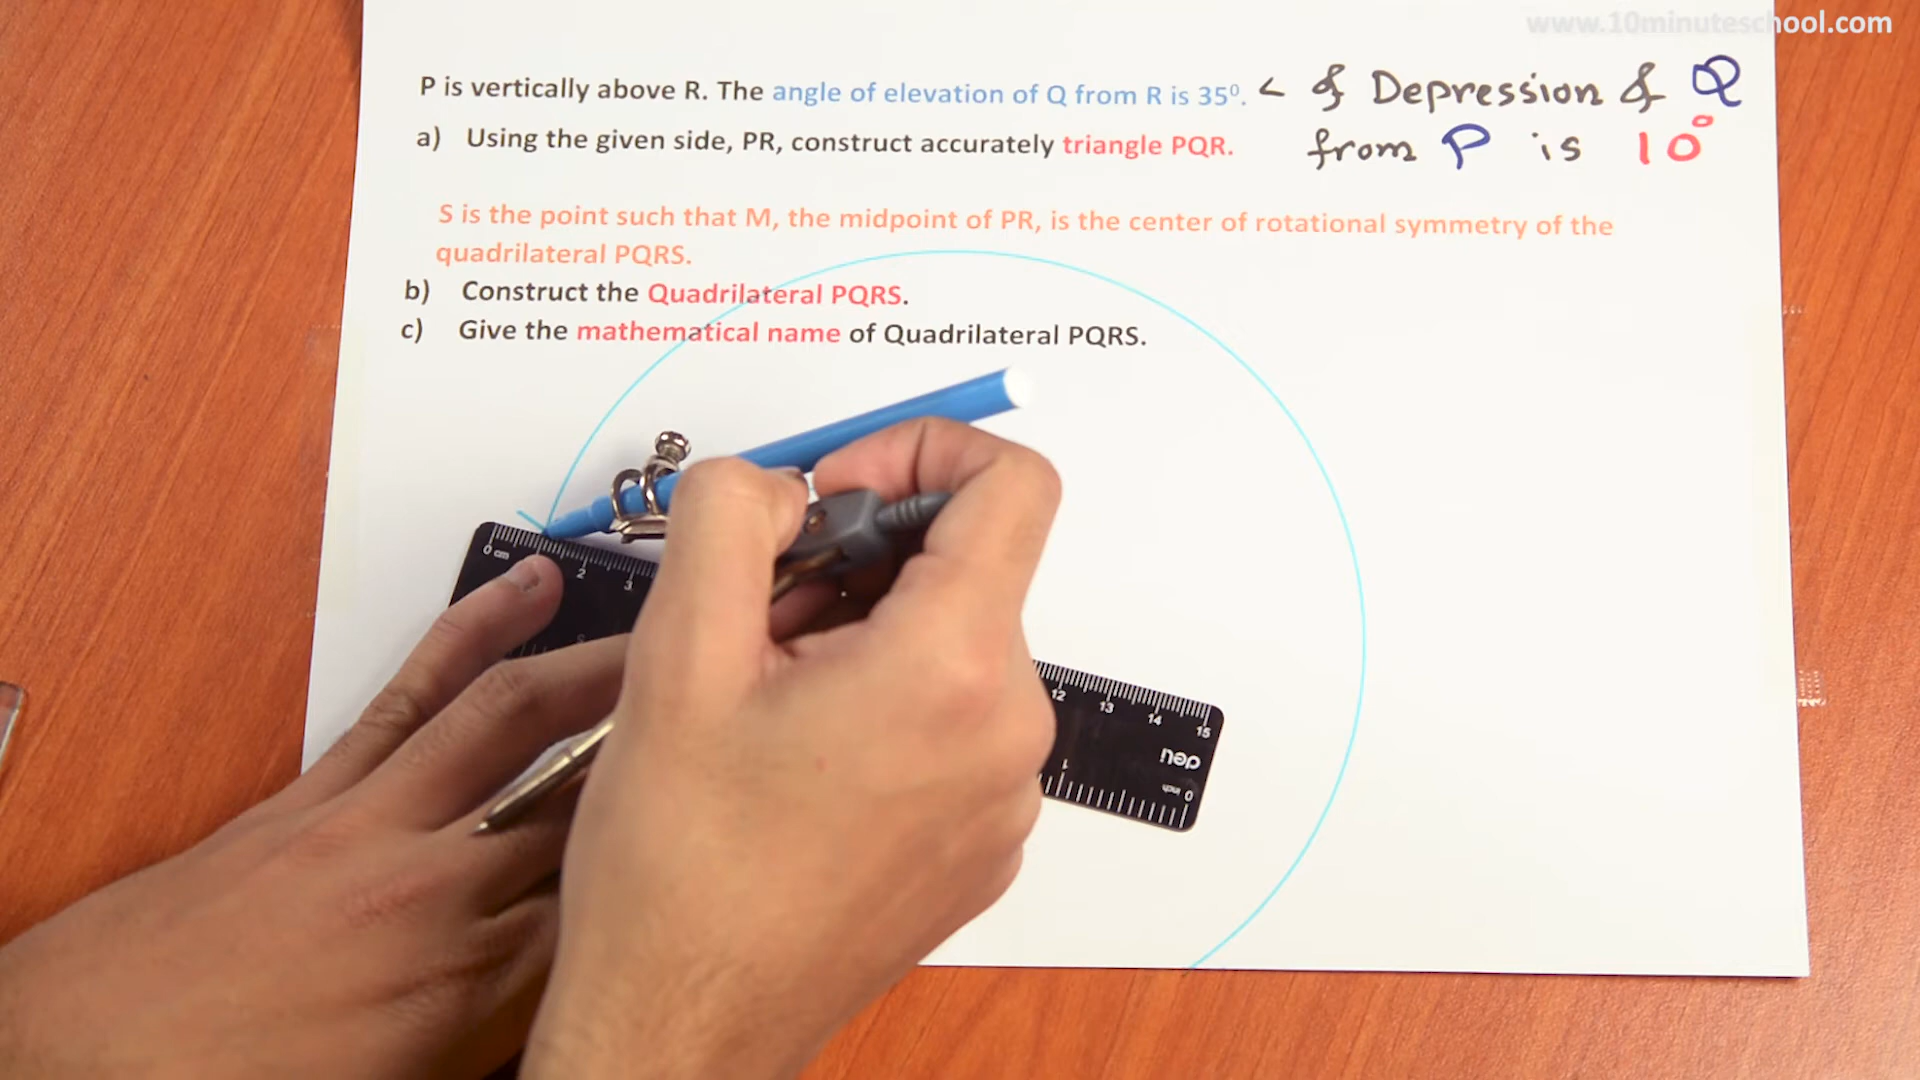 www.10minuteschool.com
P is vertically above R. The angle of elevation of Q from R is 35⁰. < of Depression of Q
a) Using the given side, PR, construct accurately triangle PQR. from P is 10°
S is the point such that M, the midpoint of PR, is the center of rotational symmetry of the
quadrilateral PQRS.
b) Construct the Quadrilateral PQRS.
c) Give the mathematical name of Quadrilateral PQRS.
0 cm 2 3 12 13 14 15
deli
1
0 inch